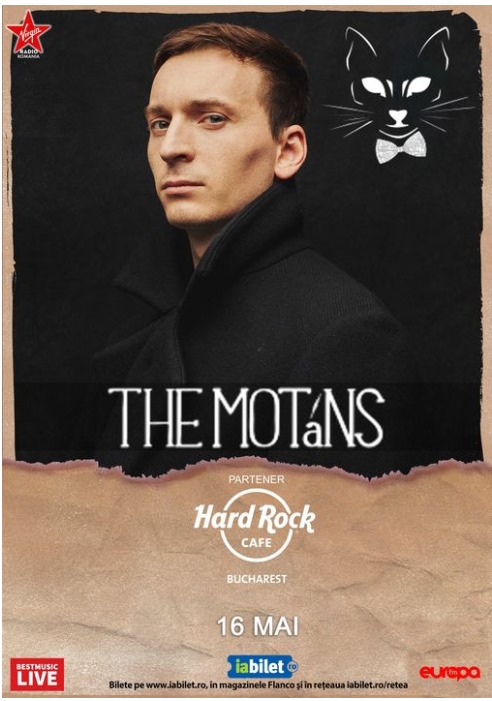 Virgin
RADIO
ROMANIA
THE MOTáNS
PARTENER
Hard Rock
CAFE
BUCHAREST
16 MAI
BESTMUSIC
LIVE
iabilet.ro
europa fm
Bilete pe www.iabilet.ro, in magazinele Flanco și în rețeaua iabilet.ro/retea